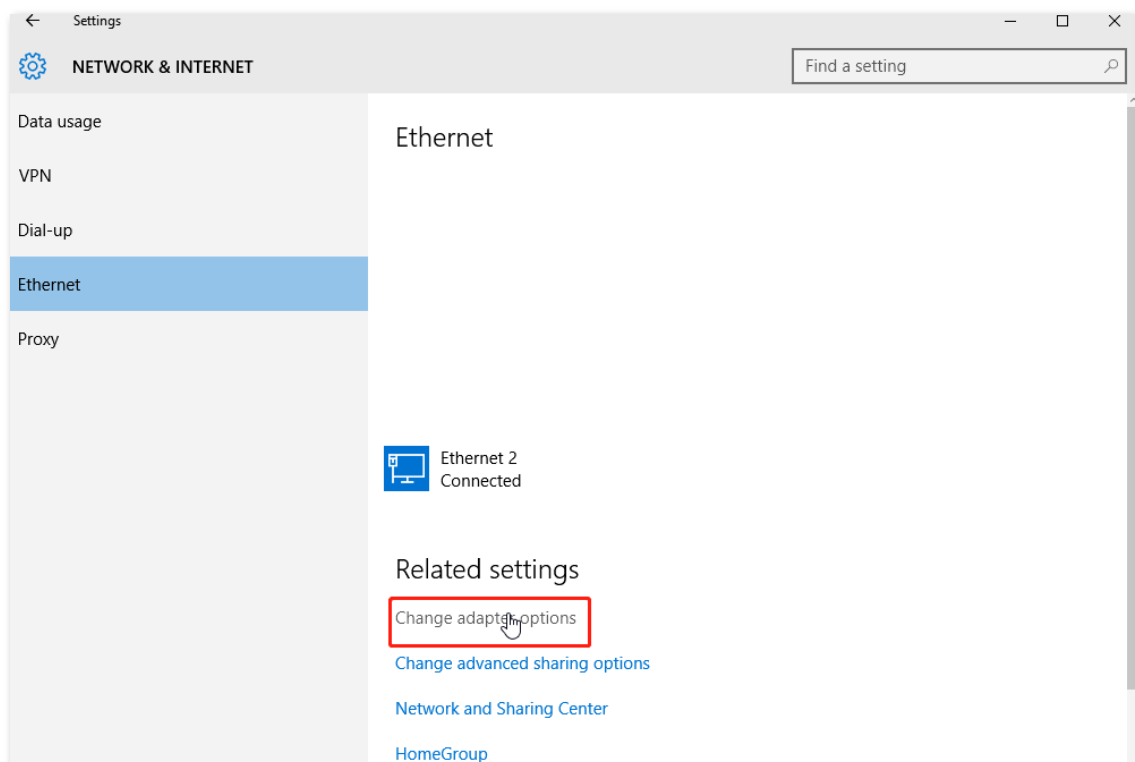 Settings
NETWORK & INTERNET
Find a setting
Data usage
VPN
Dial-up
Ethernet
Proxy
Ethernet
Ethernet 2
Connected
Related settings
Change adapter options
Change advanced sharing options
Network and Sharing Center
HomeGroup